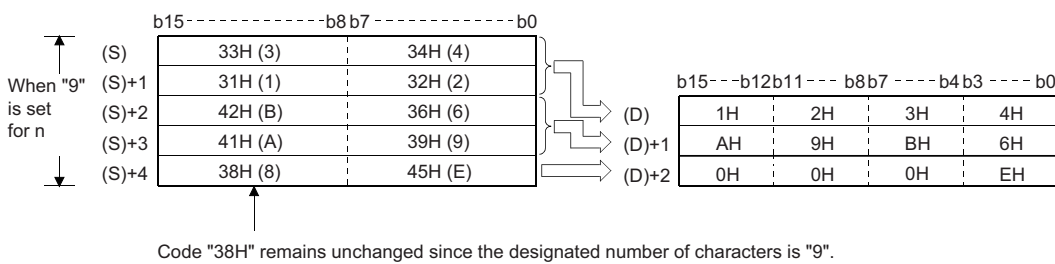 b15 b8 b7 b0
When "9" is set for n
(S) 33H (3) 34H (4)
(S)+1 31H (1) 32H (2)
(S)+2 42H (B) 36H (6)
(S)+3 41H (A) 39H (9)
(S)+4 38H (8) 45H (E)
b15 b12 b11 b8 b7 b4 b3 b0
(D) 1H 2H 3H 4H
(D)+1 AH 9H BH 6H
(D)+2 0H 0H 0H EH
Code "38H" remains unchanged since the designated number of characters is "9".